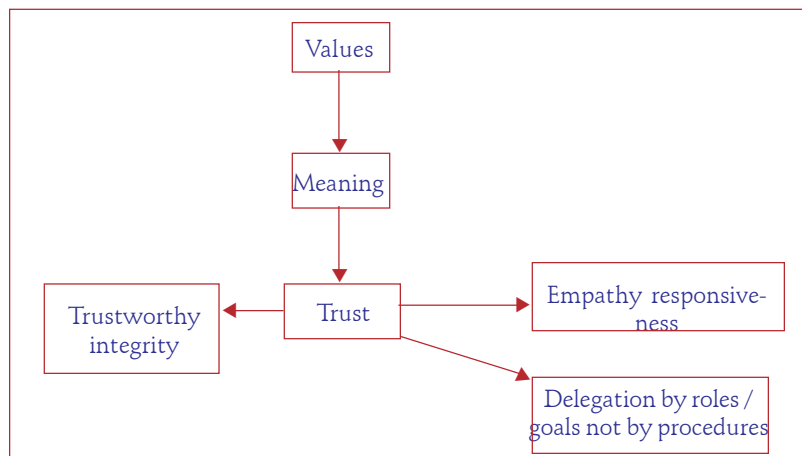 Values
Meaning
Trustworthy
integrity
Trust
Empathy responsive-
ness
Delegation by roles /
goals not by procedures